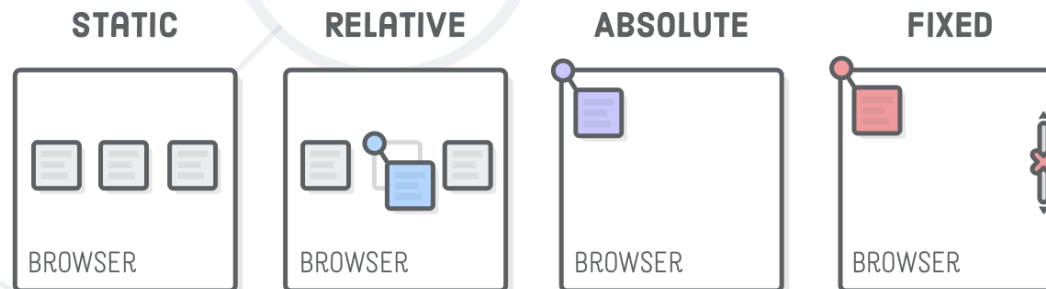 STATIC
RELATIVE
ABSOLUTE
FIXED
BROWSER
BROWSER
BROWSER
BROWSER